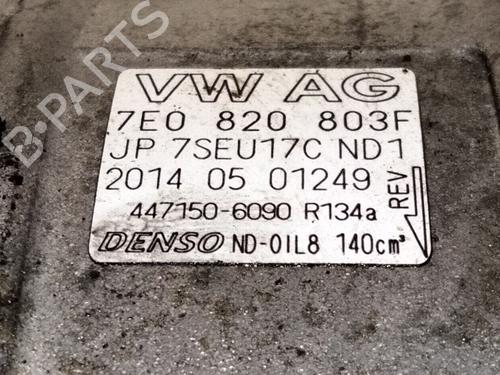 VW AG
7E0 820 803F
JP 7SEU17C ND1
2014 05 01249
REV
447150-6090 R134a
DENSO ND-OIL8 140cm³
B-PARTS
B-PARTS